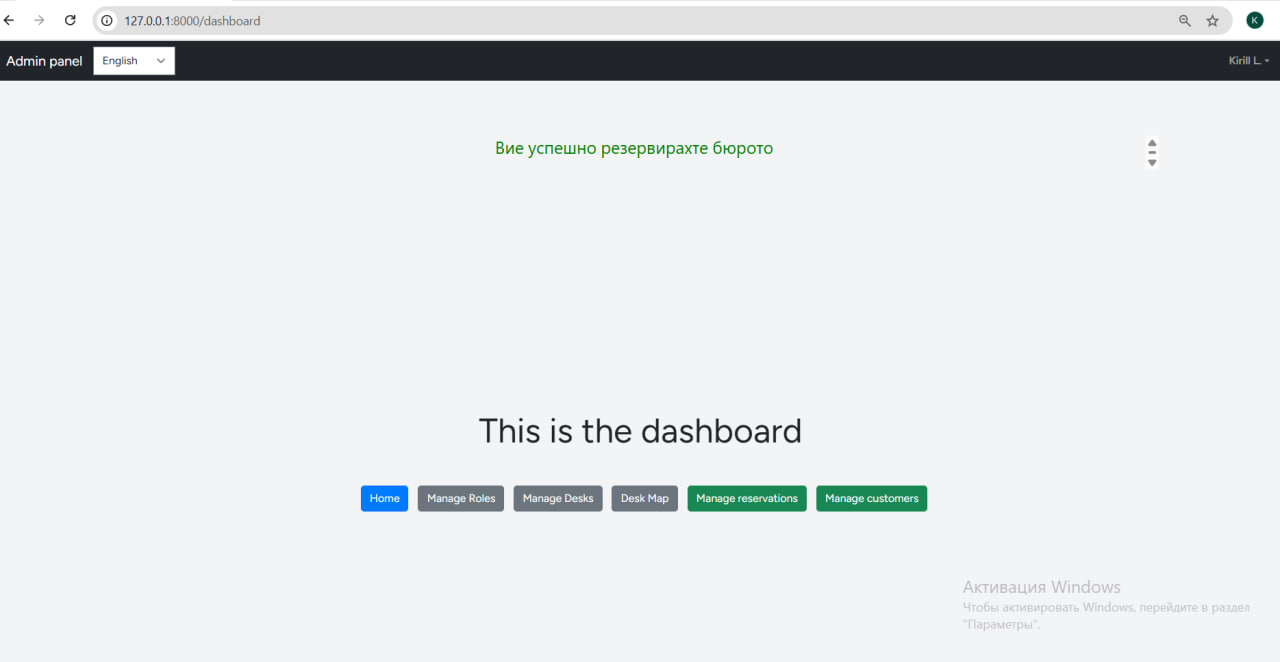 127.0.0.1:8000/dashboard
K
Admin panel
English
Kirill L.
Вие успешно резервирахте бюрото
This is the dashboard
Home
Manage Roles
Manage Desks
Desk Map
Manage reservations
Manage customers
Активация Windows
Чтобы активировать Windows, перейдите в раздел
"Параметры".